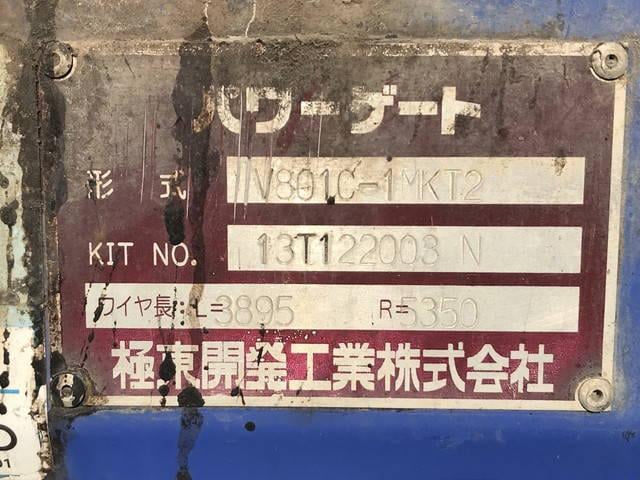 パワーゲート
形式 V801C-1MKT2
KIT NO. 13T122003 N
ワイヤ長:L=3895 R=5350
極東開発工業株式会社